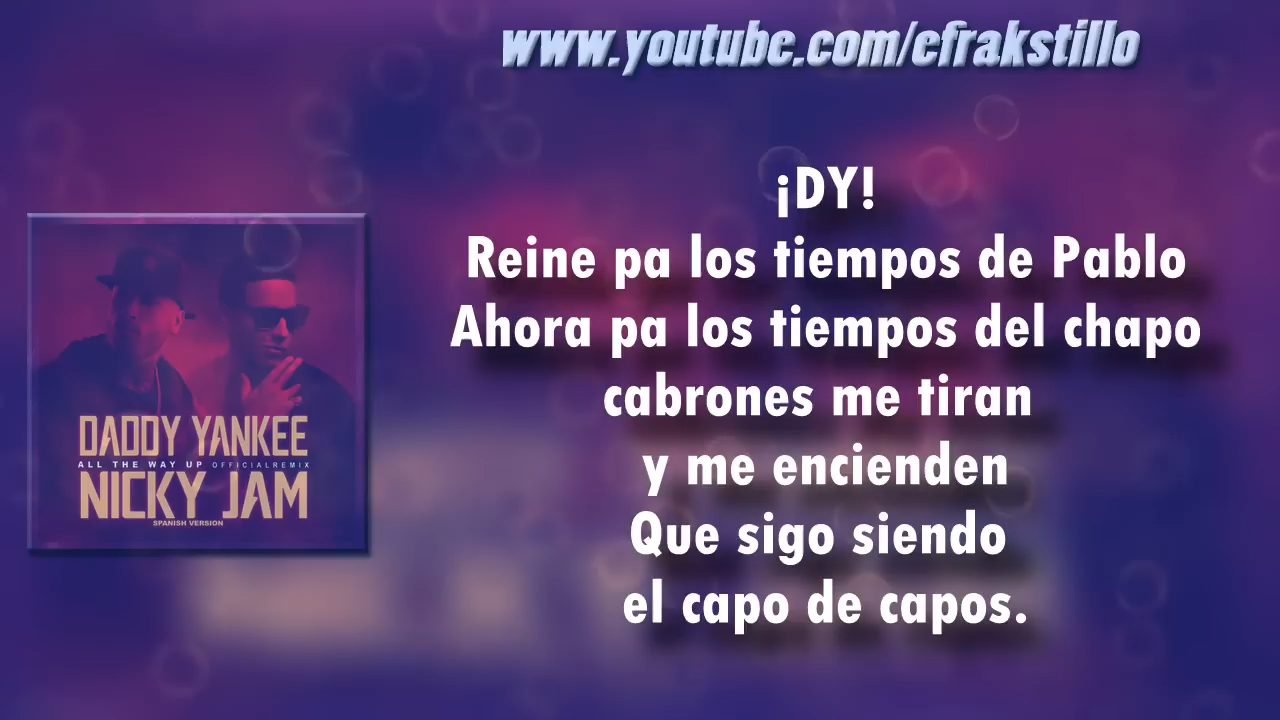 www.youtube.com/efrakstillo
¡DY!
Reine pa los tiempos de Pablo
Ahora pa los tiempos del chapo
cabrones me tiran
y me encienden
Que sigo siendo
el capo de capos.
DADDY YANKEE
ALL THE WAY UP OFFICIAL REMIX
NICKY JAM
SPANISH VERSION